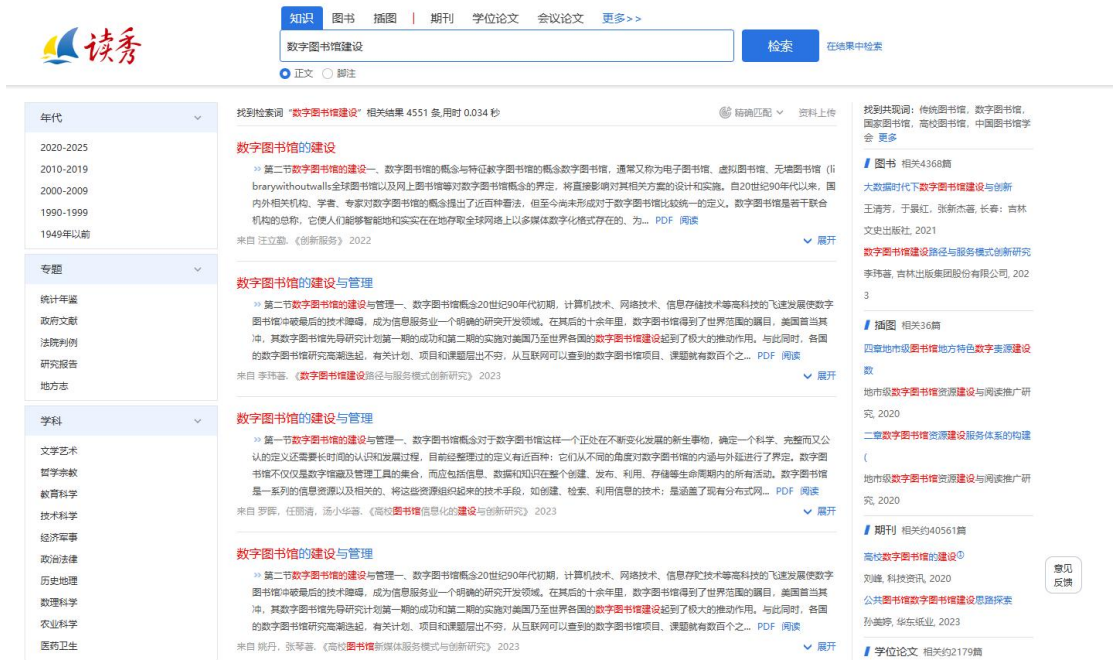 读秀
知识 图书 插图 | 期刊 学位论文 会议论文 更多>>
数字图书馆建设
检索
在结果中检索
正文 脚注
年代
2020-2025
2010-2019
2000-2009
1990-1999
1949年以前
专题
统计年鉴
政府文献
法院判例
研究报告
地方志
学科
文学艺术
哲学宗教
教育科学
技术科学
经济军事
政治法律
历史地理
数理科学
农业科学
医药卫生
找到检索词 “数字图书馆建设” 相关结果 4551 条,用时 0.034 秒
精确匹配 资料上传
数字图书馆的建设
» 第二节数字图书馆的建设一、数字图书馆的概念与特征数字图书馆的概念数字图书馆，通常又称为电子图书馆、虚拟图书馆、无墙图书馆（li
brarywithoutwalls全球图书馆以及网上图书馆等对数字图书馆概念的界定，将直接影响对其相关方案的设计和实施。自20世纪90年代以来，国
内外相关机构、学者、专家对数字图书馆的概念提出了近百种看法，但至今尚未形成对于数字图书馆比较统一的定义。数字图书馆是若干联合
机构的总称，它使人们能够智能地和实实在在地存取全球网络上以多媒体数字化格式存在的、为... PDF 阅读
来自 汪立勋.《创新服务》 2022
展开
数字图书馆的建设与管理
» 第二节数字图书馆的建设与管理一、数字图书馆概念20世纪90年代初期，计算机技术、网络技术、信息存储技术等高科技的飞速发展使数字
图书馆冲破最后的技术障碍，成为信息服务业一个明确的研究开发领域。在其后的十余年里，数字图书馆得到了世界范围的瞩目，美国首当其
冲，其数字图书馆先导研究计划第一期的成功和第二期的实施对美国乃至世界各国的数字图书馆建设起到了极大的推动作用。与此同时，各国
的数字图书馆研究高潮迭起，有关计划、项目和课题层出不穷，从互联网可以查到的数字图书馆项目、课题就有数百个之... PDF 阅读
来自 李玮著.《数字图书馆建设路径与服务模式创新研究》 2023
展开
数字图书馆的建设与管理
» 第一节数字图书馆的建设与管理一、数字图书馆概念对于数字图书馆这样一个正处在不断变化发展的新生事物，确定一个科学、完整而又公
认的定义还需要长时间的认识和发展过程，目前经整理过的定义有近百种；它们从不同的角度对数字图书馆的内涵与外延进行了界定。数字图
书馆不仅仅是数字馆藏及管理工具的集合，而应包括信息、数据和知识在整个创建、发布、利用、存储等生命周期内的所有活动。数字图书馆
是一系列的信息资源以及相关的、将这些资源组织起来的技术手段，如创建、检索、利用信息的技术；是涵盖了现有分布式网... PDF 阅读
来自 罗辉，任丽清，汤小华著.《高校图书馆信息化的建设与创新研究》 2023
展开
数字图书馆的建设与管理
» 第二节数字图书馆的建设与管理一、数字图书馆概念20世纪90年代初期，计算机技术、网络技术、信息存贮技术等高科技的飞速发展使数字
图书馆冲破最后的技术障碍，成为信息服务业一个明确的研究开发领域。在其后的十余年里，数字图书馆得到了世界范围的瞩目，美国首当其
冲，其数字图书馆先导研究计划第一期的成功和第二期的实施对美国乃至世界各国的数字图书馆建设起到了极大的推动作用。与此同时，各国
的数字图书馆研究高潮迭起，有关计划、项目和课题层出不穷，从互联网可以查到的数字图书馆项目、课题就有数百个之... PDF 阅读
来自 姚丹，张琴著.《高校图书馆新媒体服务模式与创新研究》 2023
展开
找到共现词：传统图书馆，数字图书馆，
国家图书馆，高校图书馆，中国图书馆学
会 更多
图书 相关4368篇
大数据时代下数字图书馆建设与创新
王清芳，于景红，张新杰著, 长春：吉林
文史出版社, 2021
数字图书馆建设路径与服务模式创新研究
李玮著, 吉林出版集团股份有限公司, 202
3
插图 相关36篇
四章地市级图书馆地方特色数字资源建设
数
地市级数字图书馆资源建设与阅读推广研
究, 2020
二章数字图书馆资源建设服务体系的构建
(
地市级数字图书馆资源建设与阅读推广研
究, 2020
期刊 相关约40561篇
高校数字图书馆的建设①
刘峰, 科技资讯, 2020
公共图书馆数字图书馆建设思路探索
孙美婷, 华东纸业, 2023
学位论文 相关约2179篇
意见
反馈